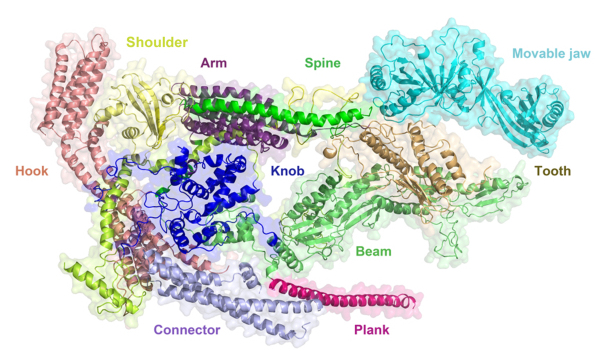 Shoulder
Arm
Spine
Movable jaw
Hook
Knob
Tooth
Beam
Connector
Plank